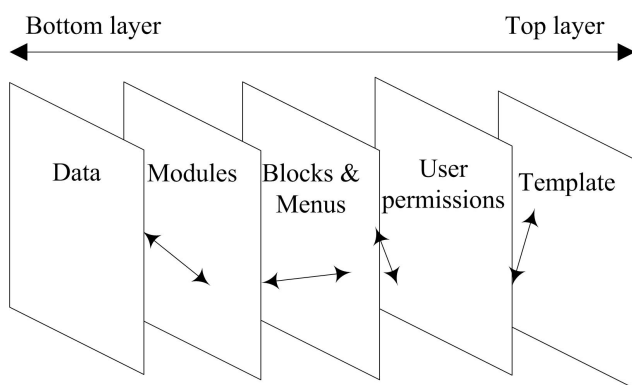 Bottom layer
Top layer
Data
Modules
Blocks &
Menus
User
permissions
Template